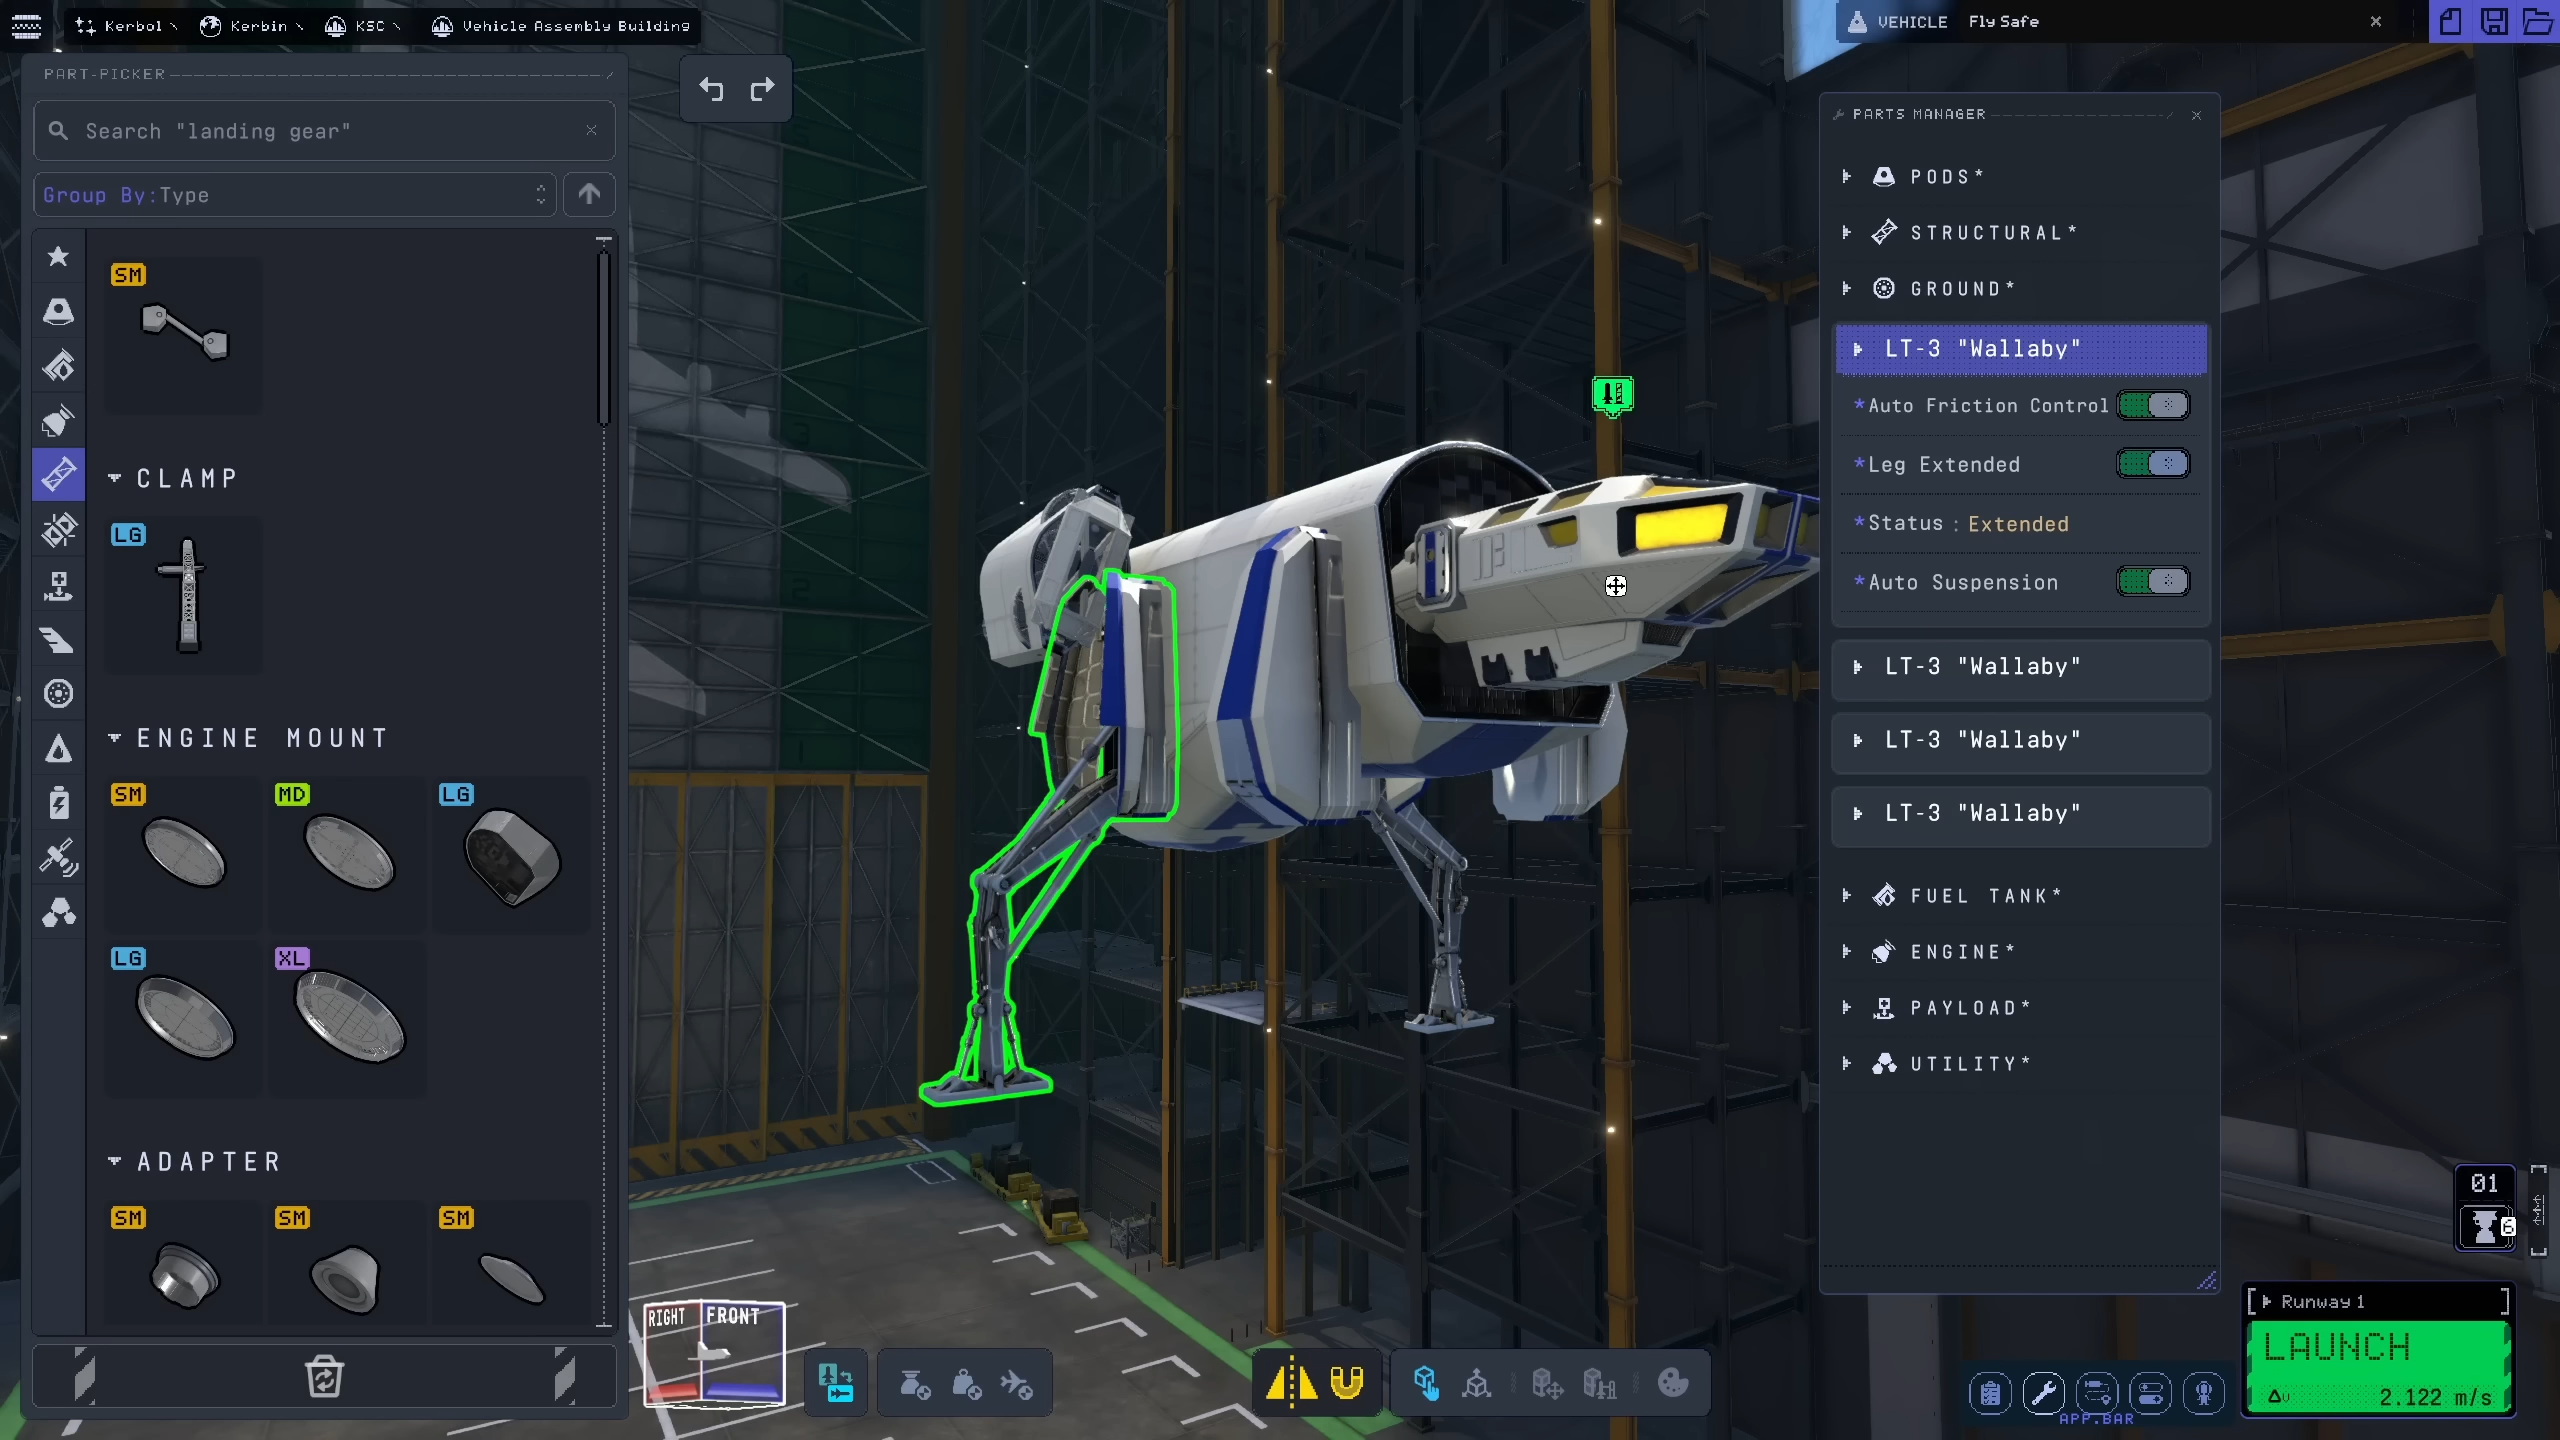 Kerbol
Kerbin
KSC
Vehicle Assembly Building
VEHICLE Fly Safe
PART-PICKER
Search "landing gear"
Group By:Type
SM
CLAMP
LG
ENGINE MOUNT
SM
MD
LG
LG
XL
ADAPTER
SM
SM
SM
RIGHT
FRONT
PARTS MANAGER
PODS*
STRUCTURAL*
GROUND*
LT-3 "Wallaby"
*Auto Friction Control
*Leg Extended
*Status : Extended
*Auto Suspension
LT-3 "Wallaby"
LT-3 "Wallaby"
LT-3 "Wallaby"
FUEL TANK*
ENGINE*
PAYLOAD*
UTILITY*
01
6
Runway 1
LAUNCH
Δv 2.122 m/s
APP.BAR